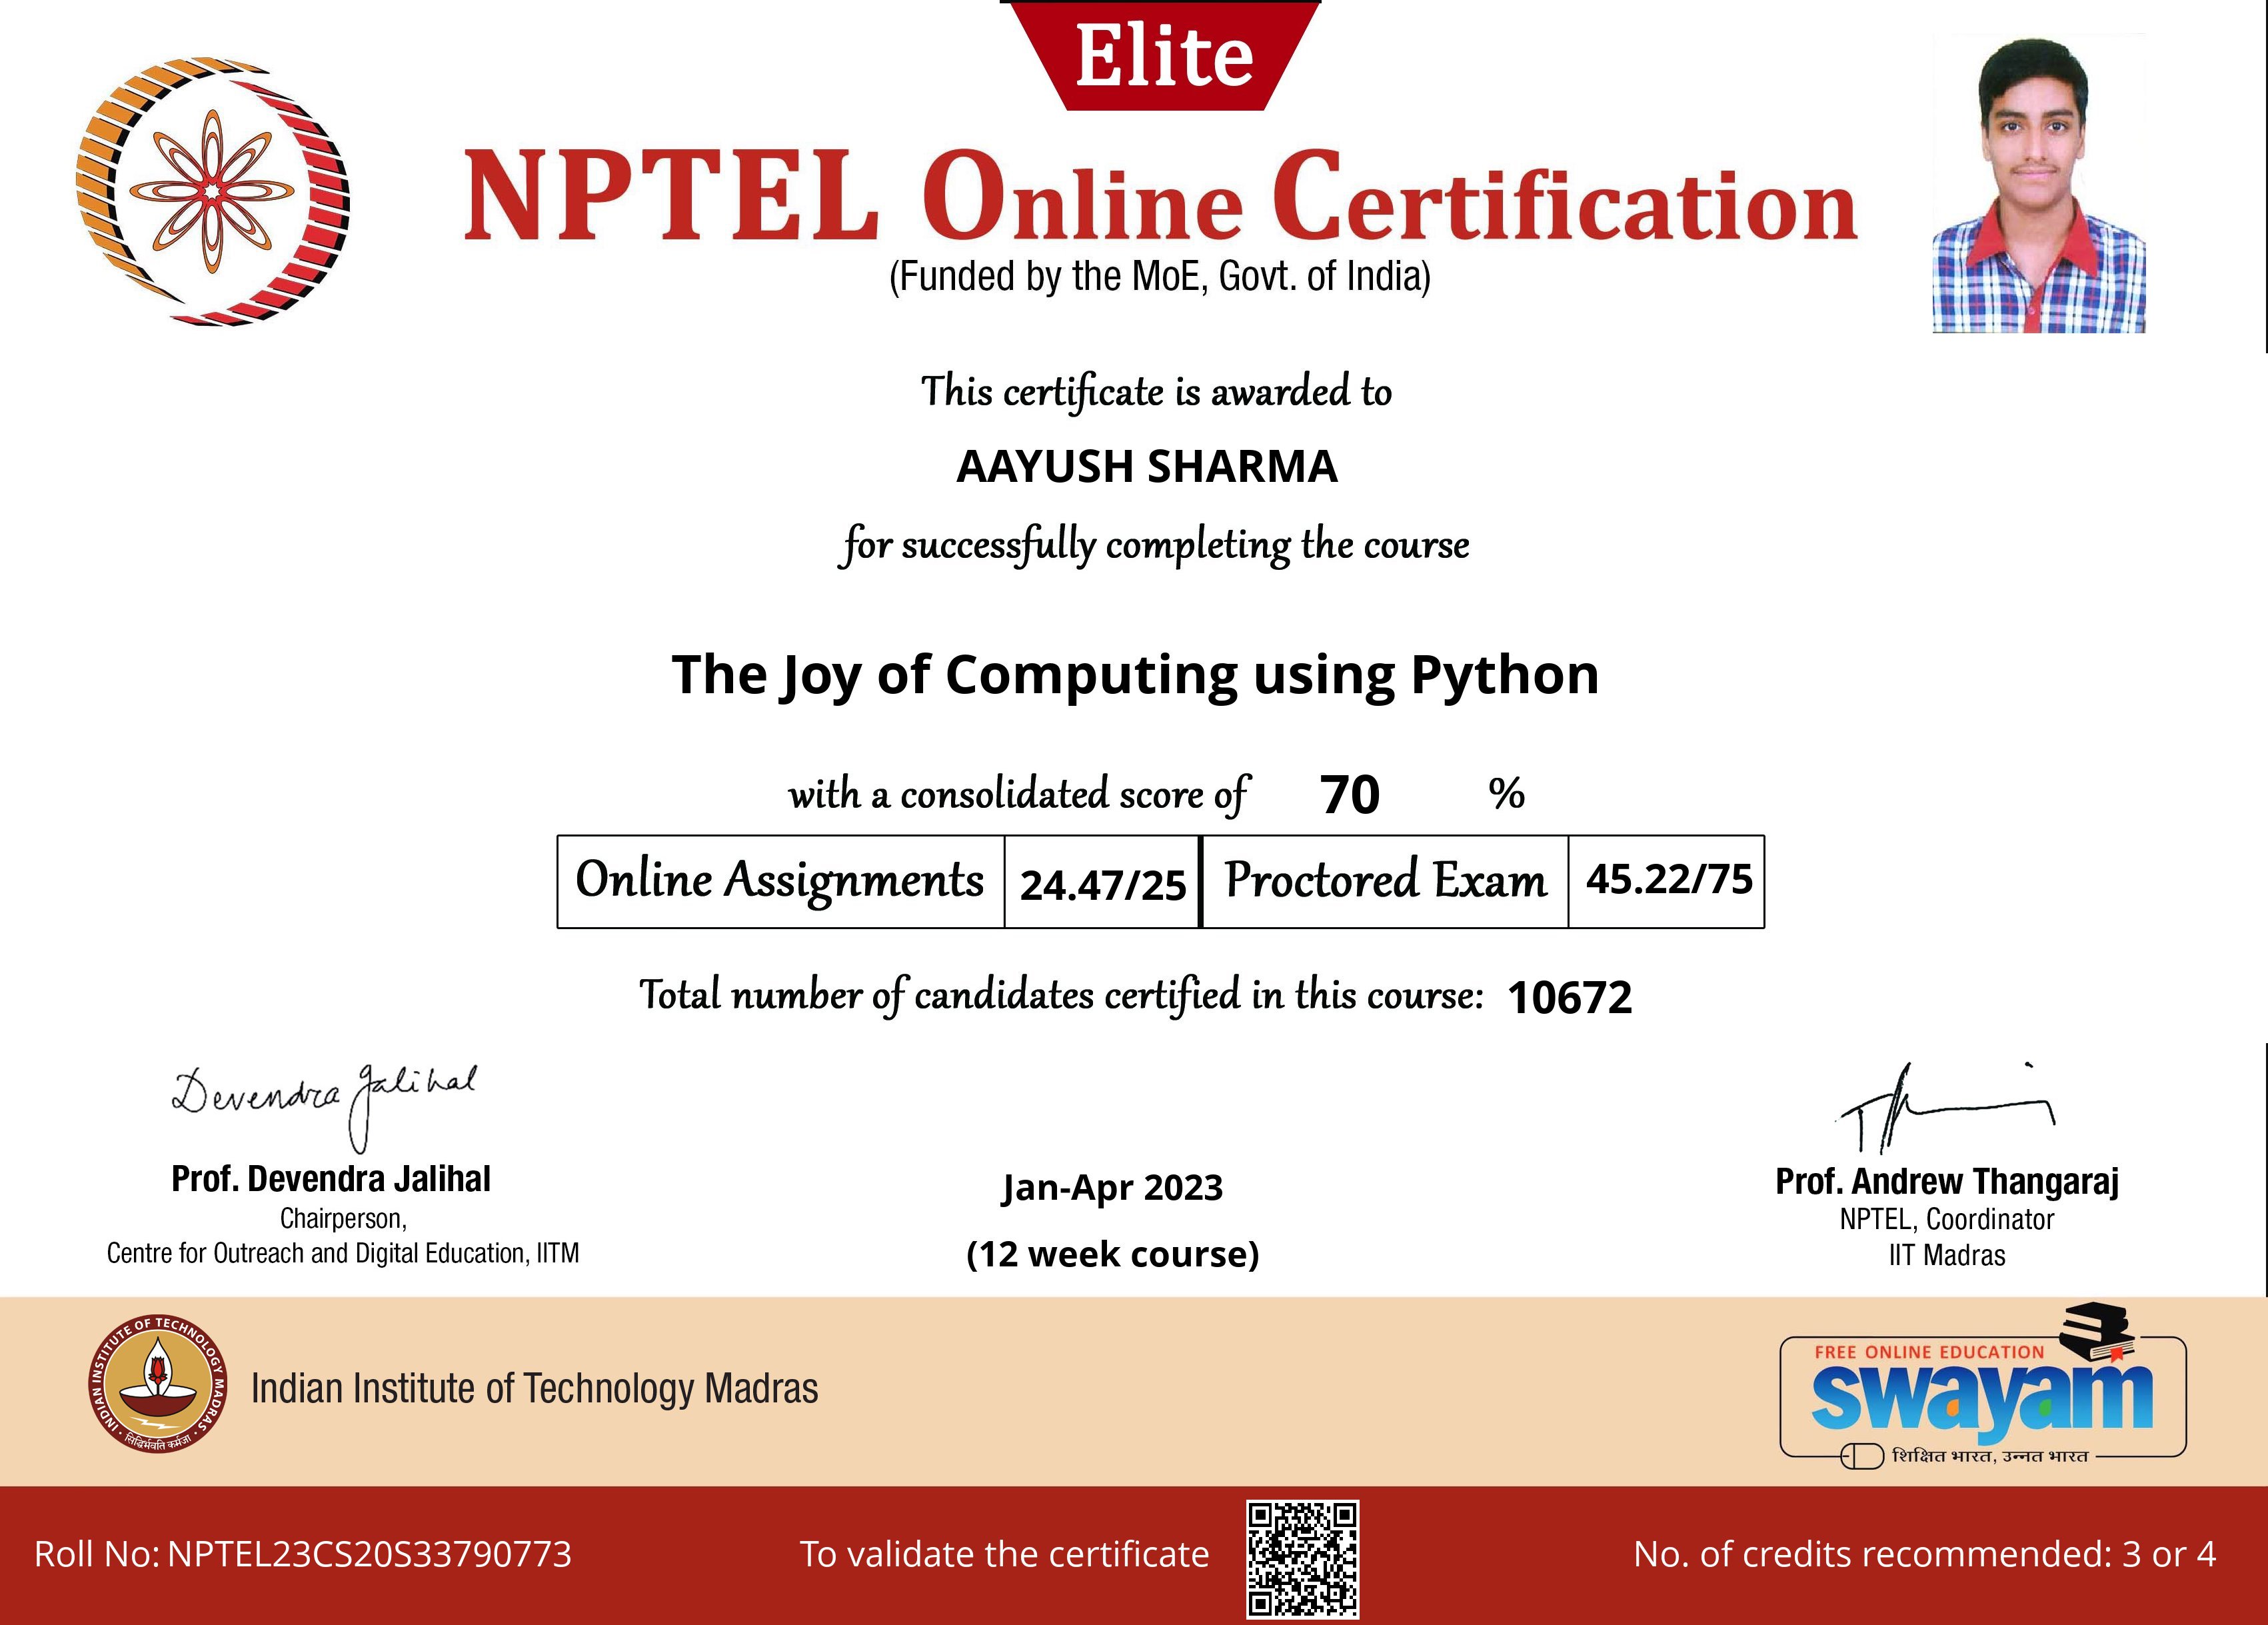 Elite
NPTEL Online Certification
(Funded by the MoE, Govt. of India)
This certificate is awarded to
AAYUSH SHARMA
for successfully completing the course
The Joy of Computing using Python
with a consolidated score of 70 %
Online Assignments 24.47/25 Proctored Exam 45.22/75
Total number of candidates certified in this course: 10672
Devendra Jalihal
Prof. Devendra Jalihal
Chairperson,
Centre for Outreach and Digital Education, IITM
Jan-Apr 2023
(12 week course)
Prof. Andrew Thangaraj
NPTEL, Coordinator
IIT Madras
INDIAN INSTITUTE OF TECHNOLOGY MADRAS
सिद्धिर्भवति कर्मजा
Indian Institute of Technology Madras
FREE ONLINE EDUCATION
swayam
शिक्षित भारत, उन्नत भारत
Roll No: NPTEL23CS20S33790773
To validate the certificate
No. of credits recommended: 3 or 4